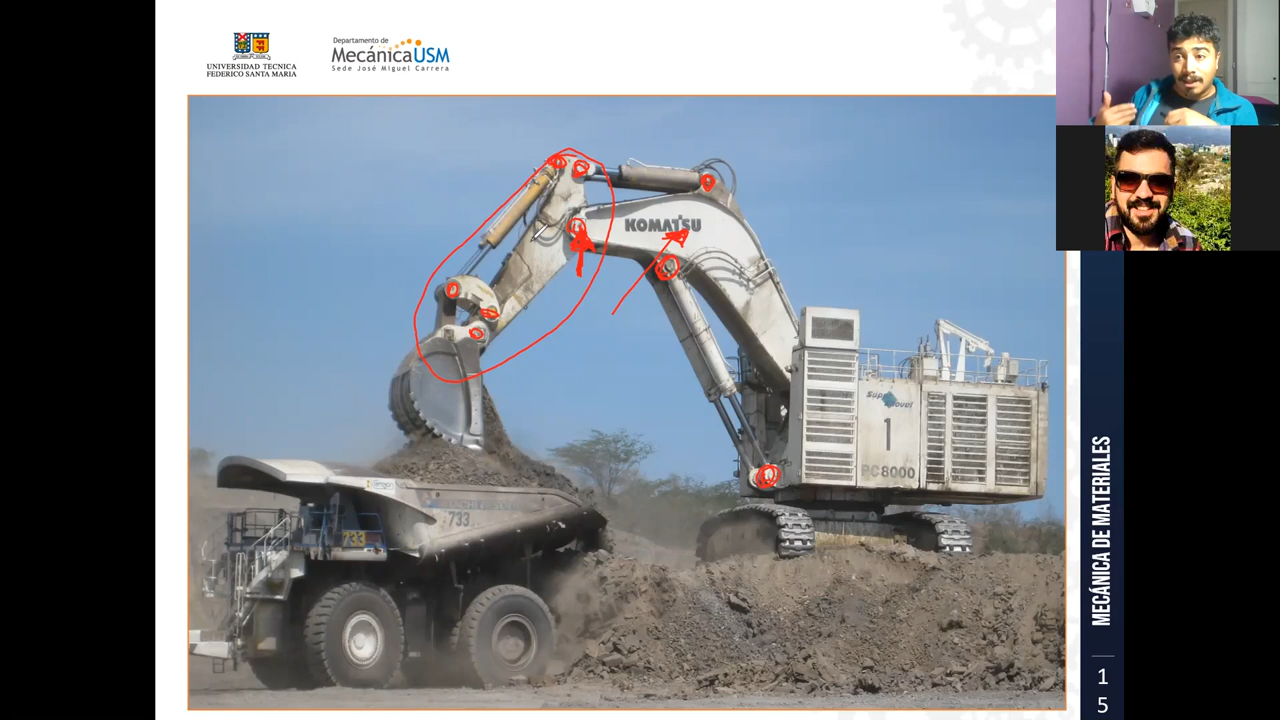 UNIVERSIDAD TECNICA
FEDERICO SANTA MARIA
Departamento de
MecánicaUSM
Sede José Miguel Carrera
KOMATSU
1
PC8000
733
733
MECÁNICA DE MATERIALES
1
5